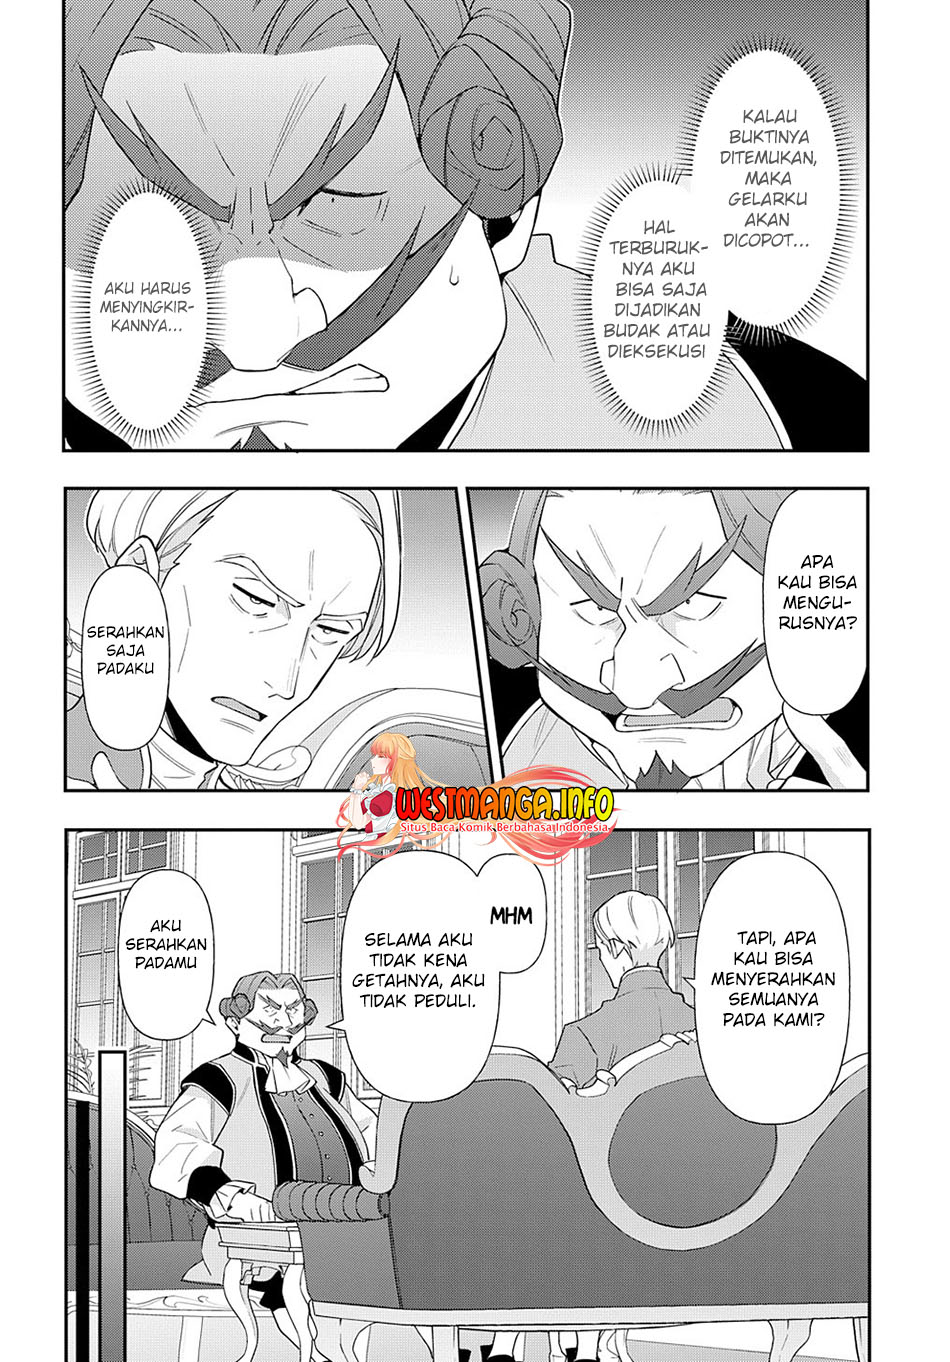 KALAU
BUKTINYA
DITEMUKAN,
MAKA
GELARKU
AKAN
DICOPOT...
HAL
TERBURUK-
NYA AKU
BISA SAJA
DIJADIKAN
BUDAK ATAU
DIEKSEKUSI
AKU HARUS
MENYINGKIR-
KANNYA...
APA
KAU BISA
MENGU-
RUSNYA?
SERAHKAN
SAJA
PADAKU
WESTMANGA.INFO
Situs Baca Komik Berbahasa Indonesia
TAPI, APA
KAU BISA
MENYERAHKAN
SEMUANYA
PADA KAMI?
MHM
SELAMA AKU
TIDAK KENA
GETAHNYA, AKU
TIDAK PEDULI.
AKU
SERAHKAN
PADAMU